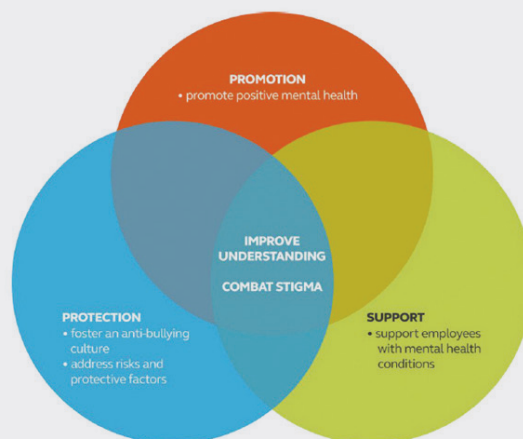 PROMOTION
• promote positive mental health
IMPROVE
UNDERSTANDING
COMBAT STIGMA
PROTECTION
• foster an anti-bullying
culture
• address risks and
protective factors
SUPPORT
• support employees
with mental health
conditions